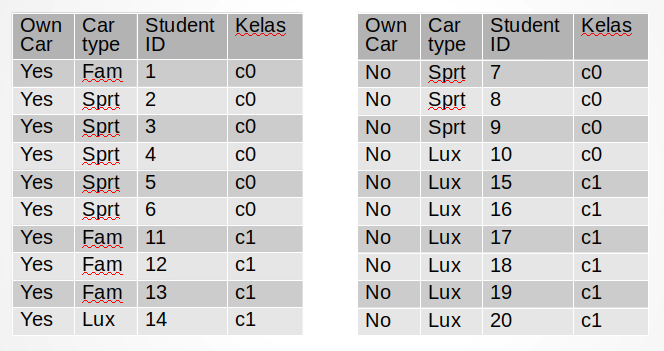 Own Car Car type Student ID Kelas
Yes Fam 1 c0
Yes Sprt 2 c0
Yes Sprt 3 c0
Yes Sprt 4 c0
Yes Sprt 5 c0
Yes Sprt 6 c0
Yes Fam 11 c1
Yes Fam 12 c1
Yes Fam 13 c1
Yes Lux 14 c1
Own Car Car type Student ID Kelas
No Sprt 7 c0
No Sprt 8 c0
No Sprt 9 c0
No Lux 10 c0
No Lux 15 c1
No Lux 16 c1
No Lux 17 c1
No Lux 18 c1
No Lux 19 c1
No Lux 20 c1